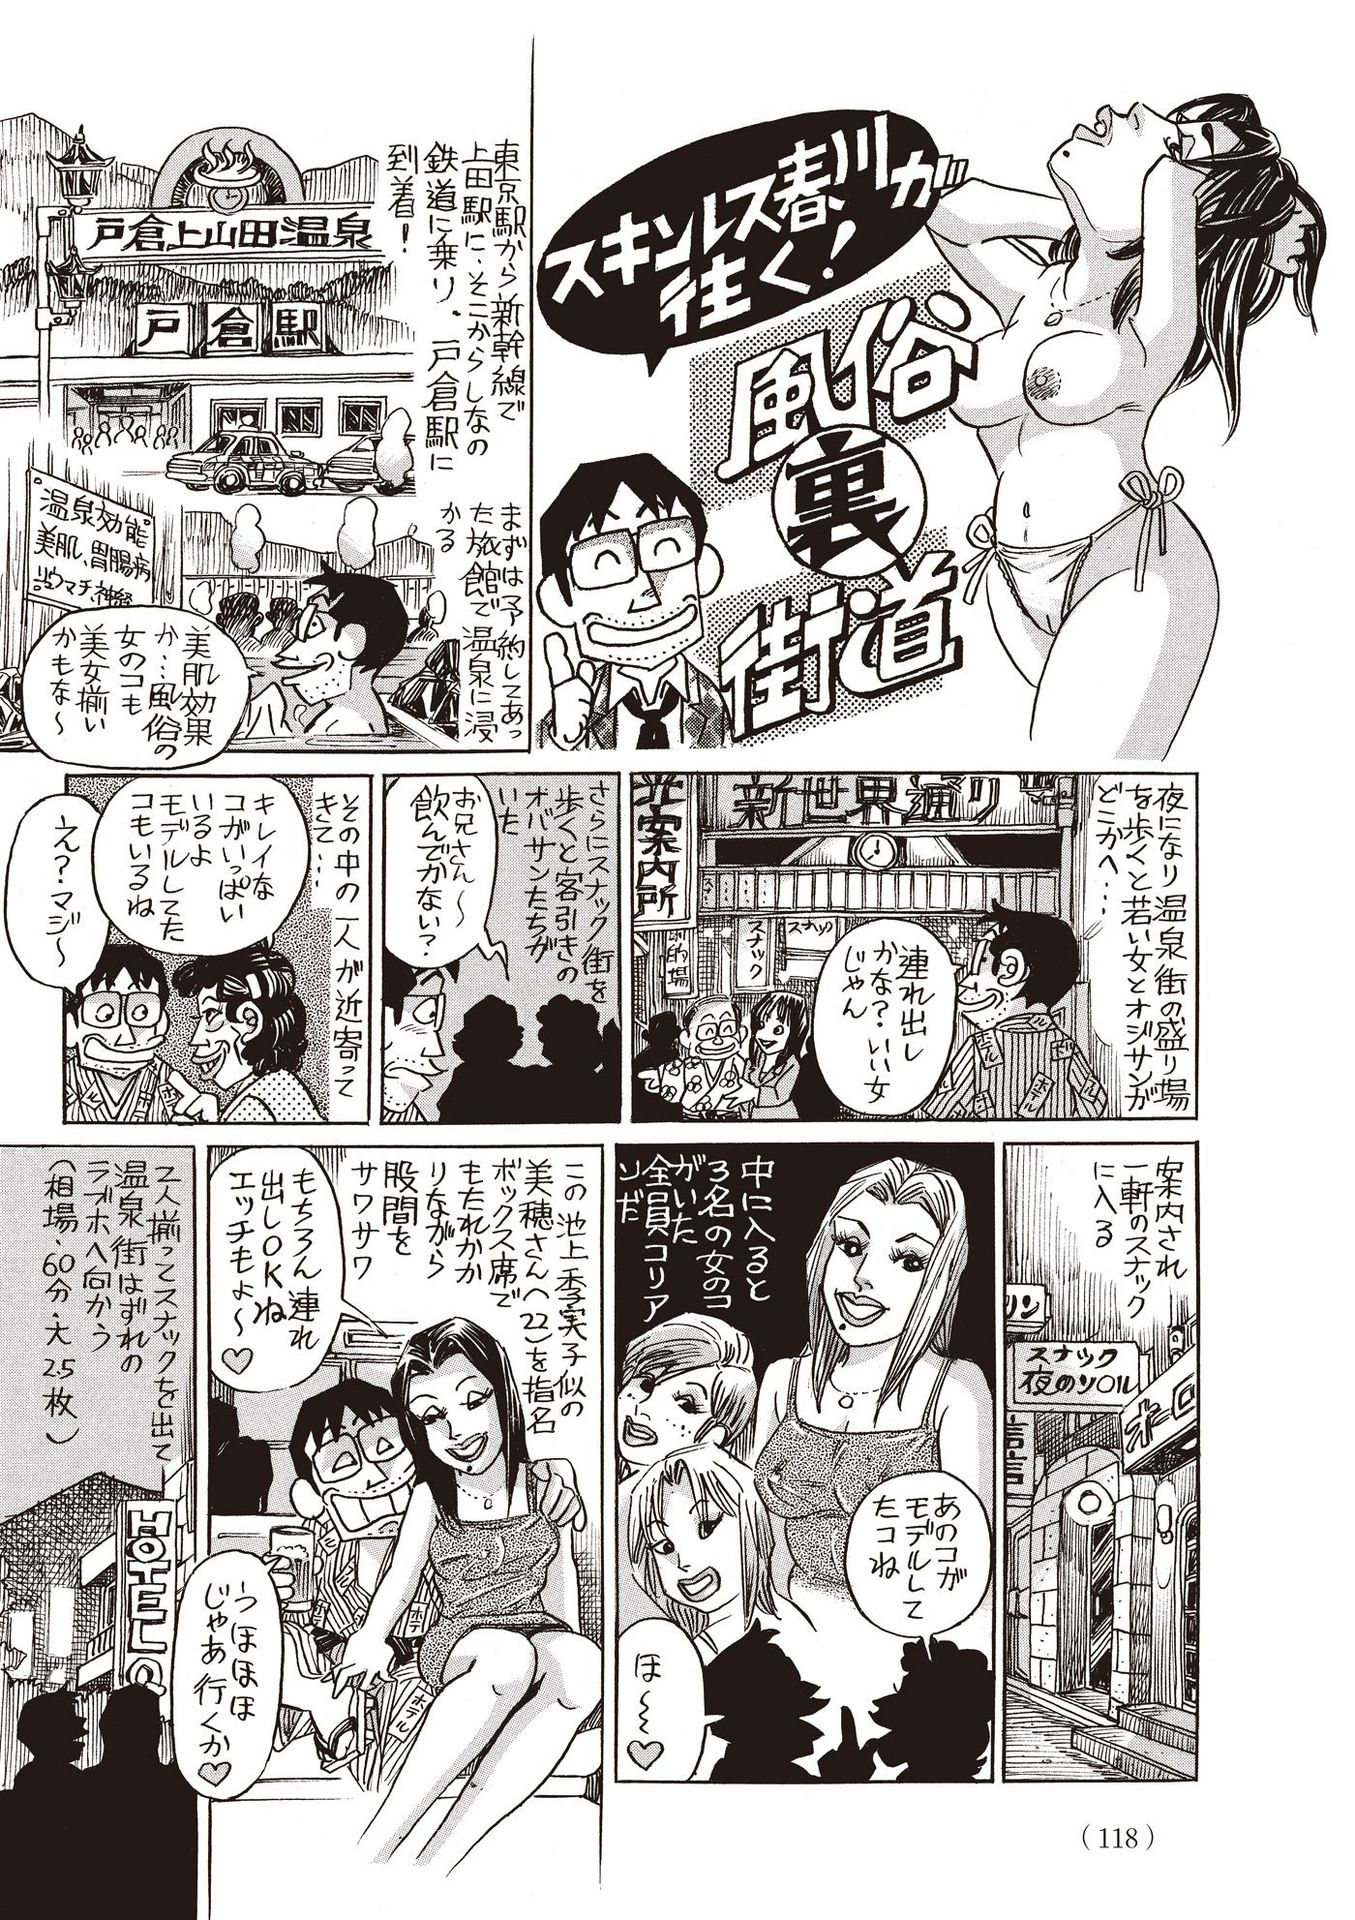 スキンレス春川が
往く!
風俗
裏
街道
東京駅から新幹線で
上田駅に、そこからしなの
鉄道に乗り、戸倉駅に
到着!
戸倉上山田温泉
戸倉駅
まずは予約してあっ
た旅館で温泉に浸
かる
温泉効能
美肌、胃腸病
リウマチ、神経
美肌効果
か…風俗の
女のコも
美女揃い
かもな〜
夜になり温泉街の盛り場
を歩くと若い女とオジサンが
どこかへ…
新世界通り
案内所
スナック
スナック
的場
連れ出し
かな?いい女
じゃん
ホテル
さらにスナック街を
歩くと客引きの
オバサンたちが
いた
お兄さん〜
飲んでかない?
その中の一人が近寄って
きて…
キレイな
コがいっぱい
いるよ
モデルしてた
コもいるね
え?マジ〜
案内され
一軒のスナック
に入る
リン
スナック
夜のソ〇ル
中に入ると
3名の女のコ
がいた
全員コリア
ンだ
あのコが
モデルして
たコね
ほ〜♡
この池上季実子似の
美穂さん(22)を指名
ボックス席で
もたれかか
りながら
股間を
サワサワ
もちろん連れ
出しOKね
エッチもよ〜♡
うほほほ
じゃあ行くか♡
ホテル
2人揃ってスナックを出て
温泉街はずれの
ラブホへ向かう
(相場・60分・大2.5枚)
HOTEL
(118)